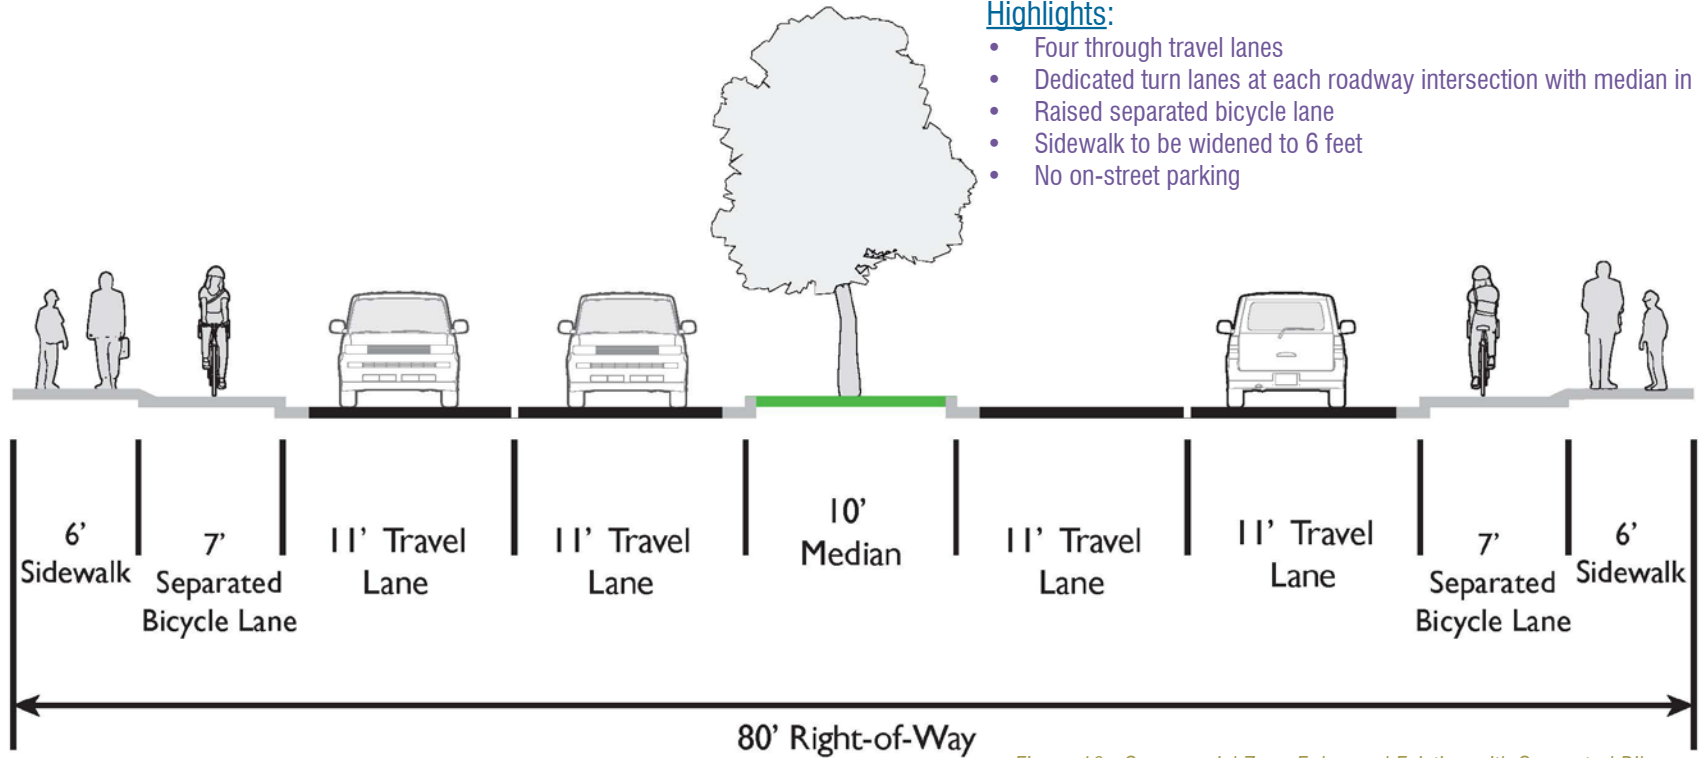 Highlights:
• Four through travel lanes
• Dedicated turn lanes at each roadway intersection with median in
• Raised separated bicycle lane
• Sidewalk to be widened to 6 feet
• No on-street parking
6’
Sidewalk
7’
Separated
Bicycle Lane
11’ Travel
Lane
11’ Travel
Lane
10’
Median
11’ Travel
Lane
11’ Travel
Lane
7’
Separated
Bicycle Lane
6’
Sidewalk
80’ Right-of-Way